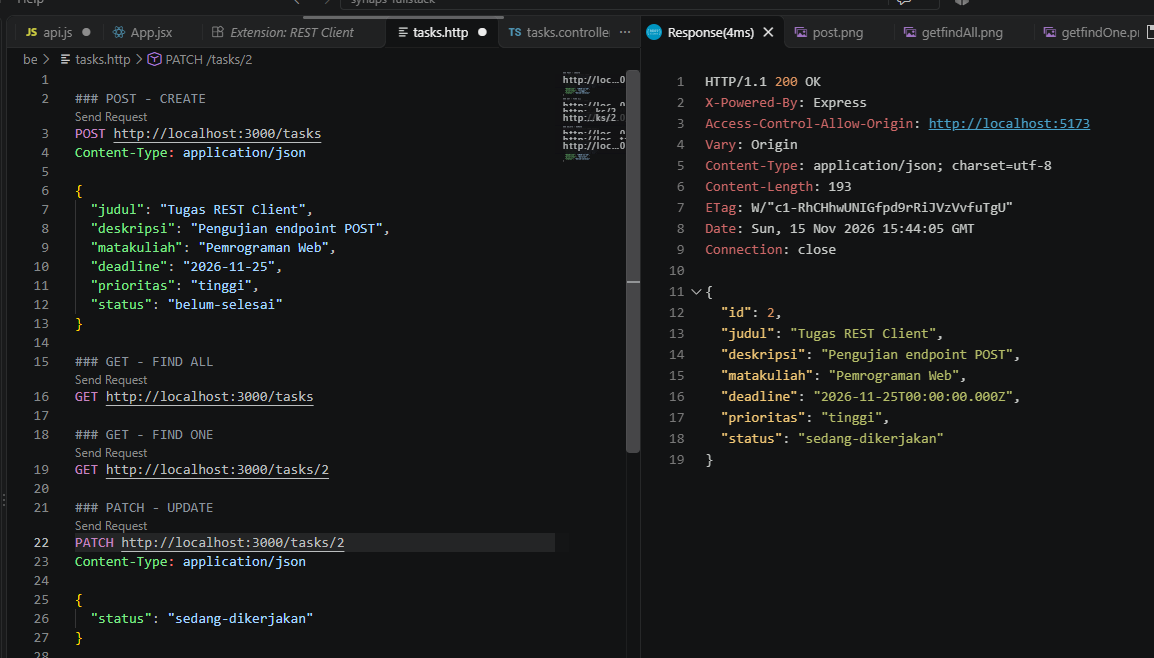 Help
synaps-fullstack
JS api.js
App.jsx
Extension: REST Client
tasks.http
TS tasks.controlle
···
Response(4ms)
post.png
getfindAll.png
getfindOne.p
be > tasks.http > PATCH /tasks/2
1
2 ### POST - CREATE
Send Request
3 POST http://localhost:3000/tasks
4 Content-Type: application/json
5
6 {
7 "judul": "Tugas REST Client",
8 "deskripsi": "Pengujian endpoint POST",
9 "matakuliah": "Pemrograman Web",
10 "deadline": "2026-11-25",
11 "prioritas": "tinggi",
12 "status": "belum-selesai"
13 }
14
15 ### GET - FIND ALL
Send Request
16 GET http://localhost:3000/tasks
17
18 ### GET - FIND ONE
Send Request
19 GET http://localhost:3000/tasks/2
20
21 ### PATCH - UPDATE
Send Request
22 PATCH http://localhost:3000/tasks/2
23 Content-Type: application/json
24
25 {
26 "status": "sedang-dikerjakan"
27 }
28
1 HTTP/1.1 200 OK
2 X-Powered-By: Express
3 Access-Control-Allow-Origin: http://localhost:5173
4 Vary: Origin
5 Content-Type: application/json; charset=utf-8
6 Content-Length: 193
7 ETag: W/"c1-RhCHhwUNIGfpd9rRiJVzVvfuTgU"
8 Date: Sun, 15 Nov 2026 15:44:05 GMT
9 Connection: close
10
11 {
12 "id": 2,
13 "judul": "Tugas REST Client",
14 "deskripsi": "Pengujian endpoint POST",
15 "matakuliah": "Pemrograman Web",
16 "deadline": "2026-11-25T00:00:00.000Z",
17 "prioritas": "tinggi",
18 "status": "sedang-dikerjakan"
19 }